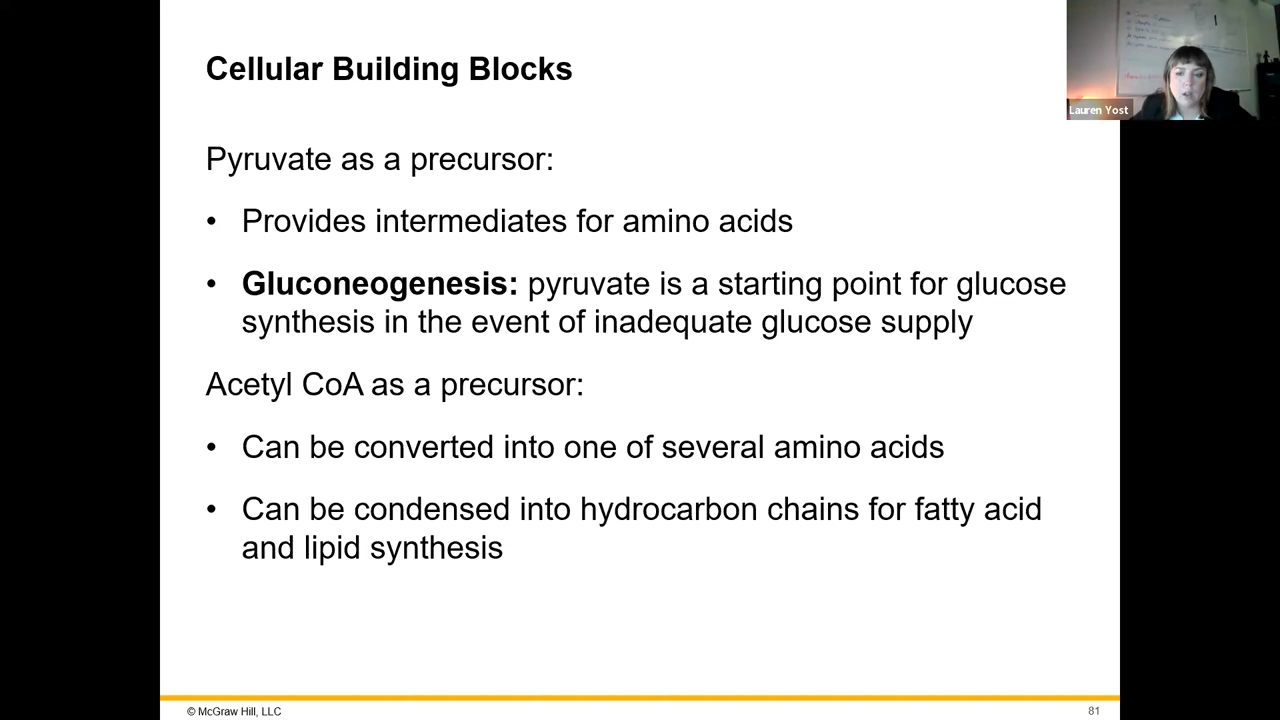 Cellular Building Blocks
Lauren Yost
Pyruvate as a precursor:
• Provides intermediates for amino acids
• Gluconeogenesis: pyruvate is a starting point for glucose
synthesis in the event of inadequate glucose supply
Acetyl CoA as a precursor:
• Can be converted into one of several amino acids
• Can be condensed into hydrocarbon chains for fatty acid
and lipid synthesis
© McGraw Hill, LLC
81